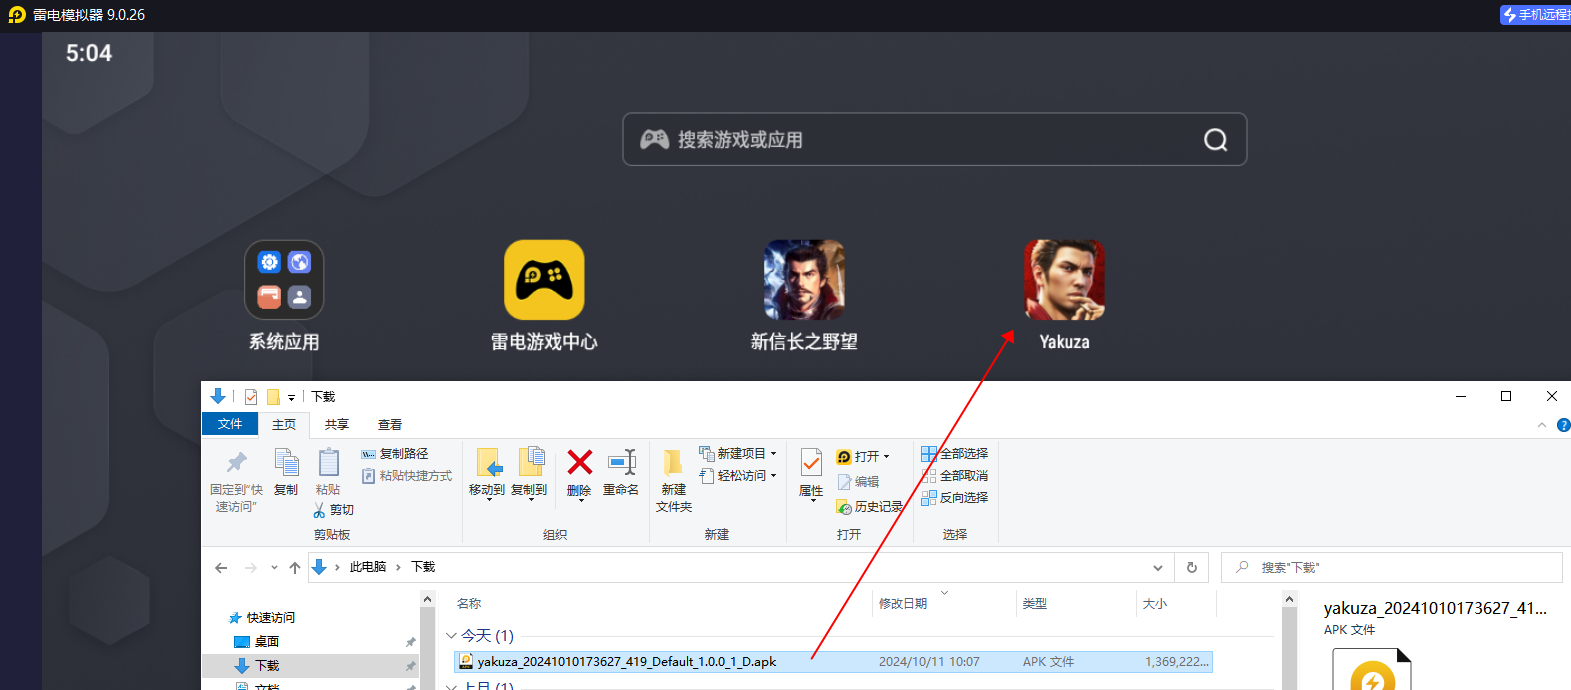 雷电模拟器 9.0.26
手机远程
5:04
搜索游戏或应用
系统应用
雷电游戏中心
新信长之野望
Yakuza
下载
文件 主页 共享 查看
固定到"快速访问"
复制
粘贴
复制路径
粘贴快捷方式
剪切
剪贴板
移动到
复制到
删除
重命名
组织
新建文件夹
新建项目
轻松访问
新建
属性
打开
编辑
历史记录
打开
全部选择
全部取消
反向选择
选择
此电脑 › 下载
搜索"下载"
快速访问
桌面
下载
文档
名称 修改日期 类型 大小
今天 (1)
yakuza_20241010173627_419_Default_1.0.0_1_D.apk 2024/10/11 10:07 APK 文件 1,369,222...
上月 (1)
yakuza_20241010173627_41...
APK 文件